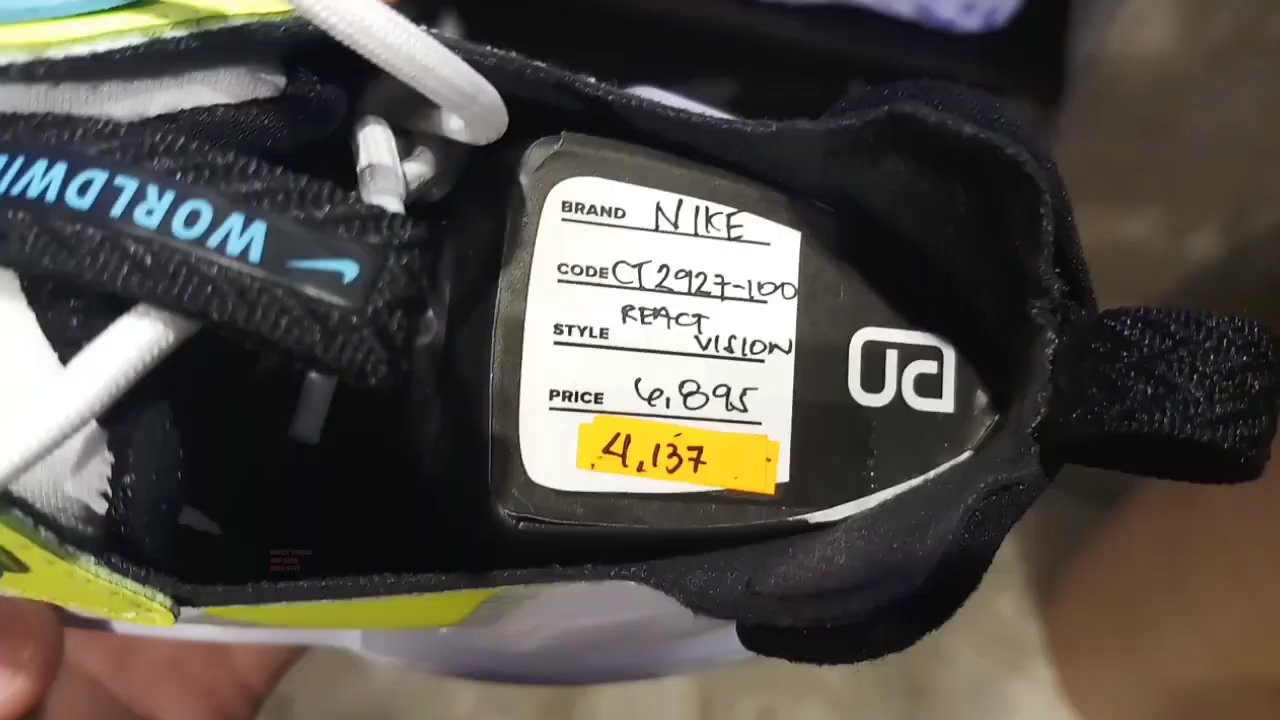 WORLDWI
BRAND NIKE
CODE CT2927-100
STYLE REACT
VISION
PRICE 6,895
4,137